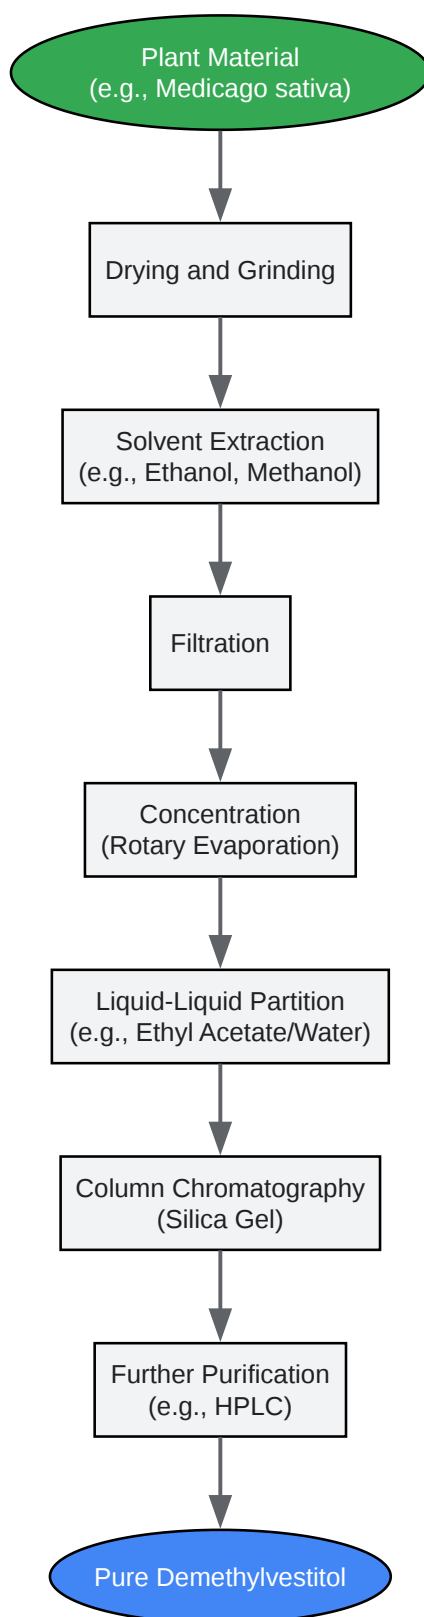 Plant Material
(e.g., Medicago sativa)
Drying and Grinding
Solvent Extraction
(e.g., Ethanol, Methanol)
Filtration
Concentration
(Rotary Evaporation)
Liquid-Liquid Partition
(e.g., Ethyl Acetate/Water)
Column Chromatography
(Silica Gel)
Further Purification
(e.g., HPLC)
Pure Demethylvestitol